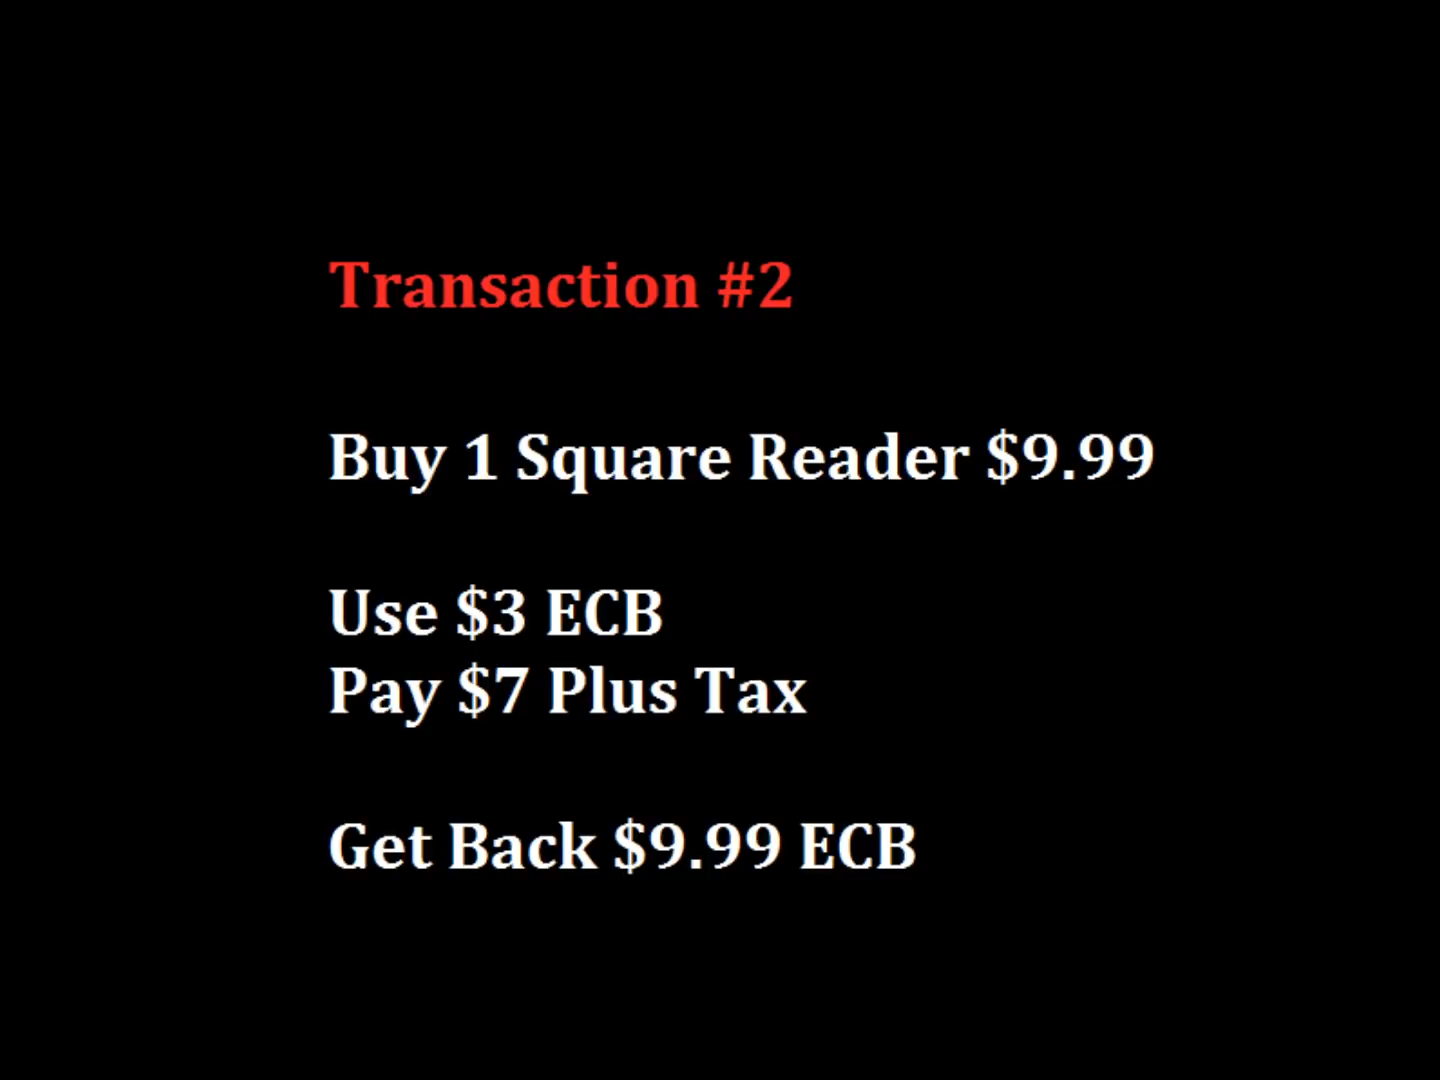 Transaction #2
Buy 1 Square Reader $9.99
Use $3 ECB
Pay $7 Plus Tax
Get Back $9.99 ECB